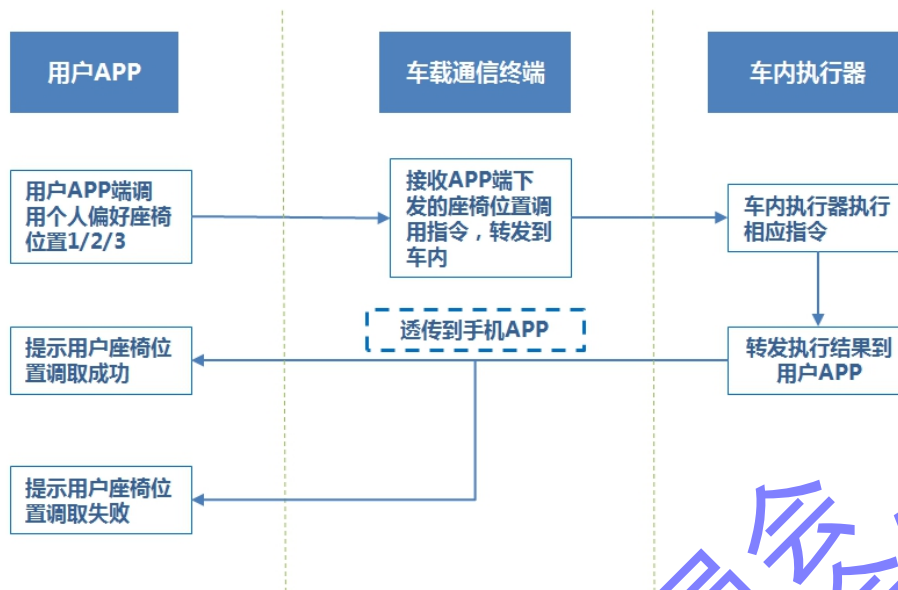 用户APP
车载通信终端
车内执行器
用户APP端调
用个人偏好座椅
位置1/2/3
接收APP端下
发的座椅位置调
用指令，转发到
车内
车内执行器执行
相应指令
透传到手机APP
提示用户座椅位
置调取成功
转发执行结果到
用户APP
提示用户座椅位
置调取失败
会